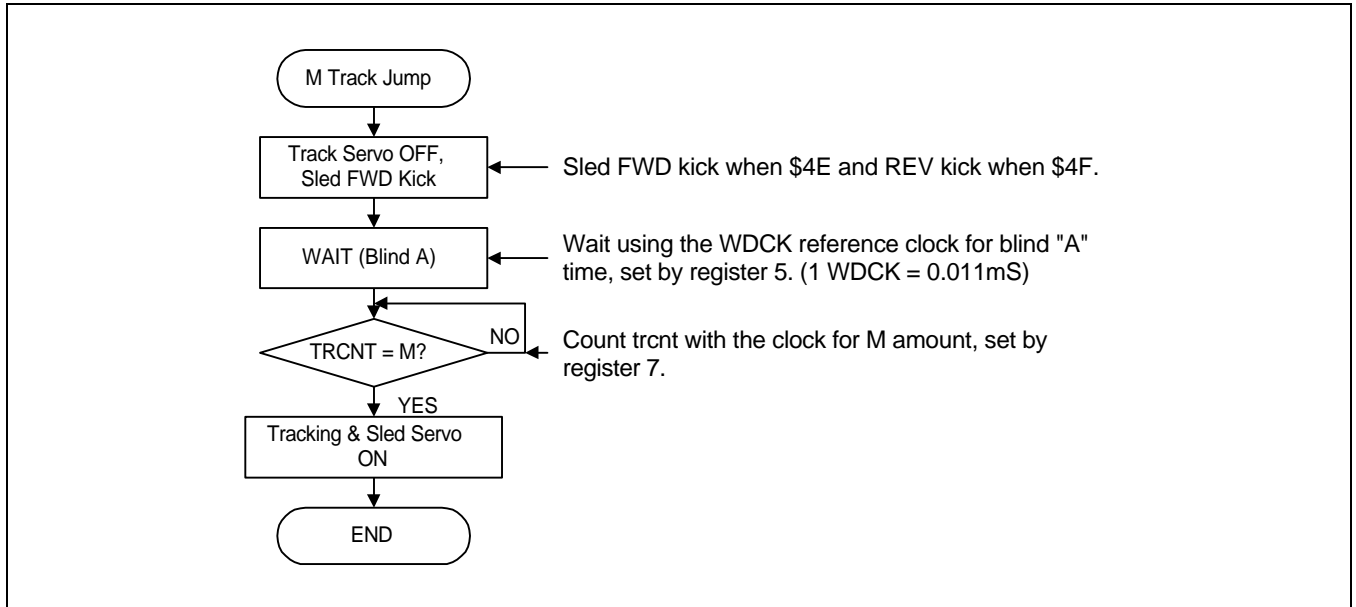 M Track Jump
Track Servo OFF,
Sled FWD Kick
Sled FWD kick when $4E and REV kick when $4F.
WAIT (Blind A)
Wait using the WDCK reference clock for blind "A"
time, set by register 5. (1 WDCK = 0.011mS)
TRCNT = M?
NO
Count trcnt with the clock for M amount, set by
register 7.
YES
Tracking & Sled Servo
ON
END